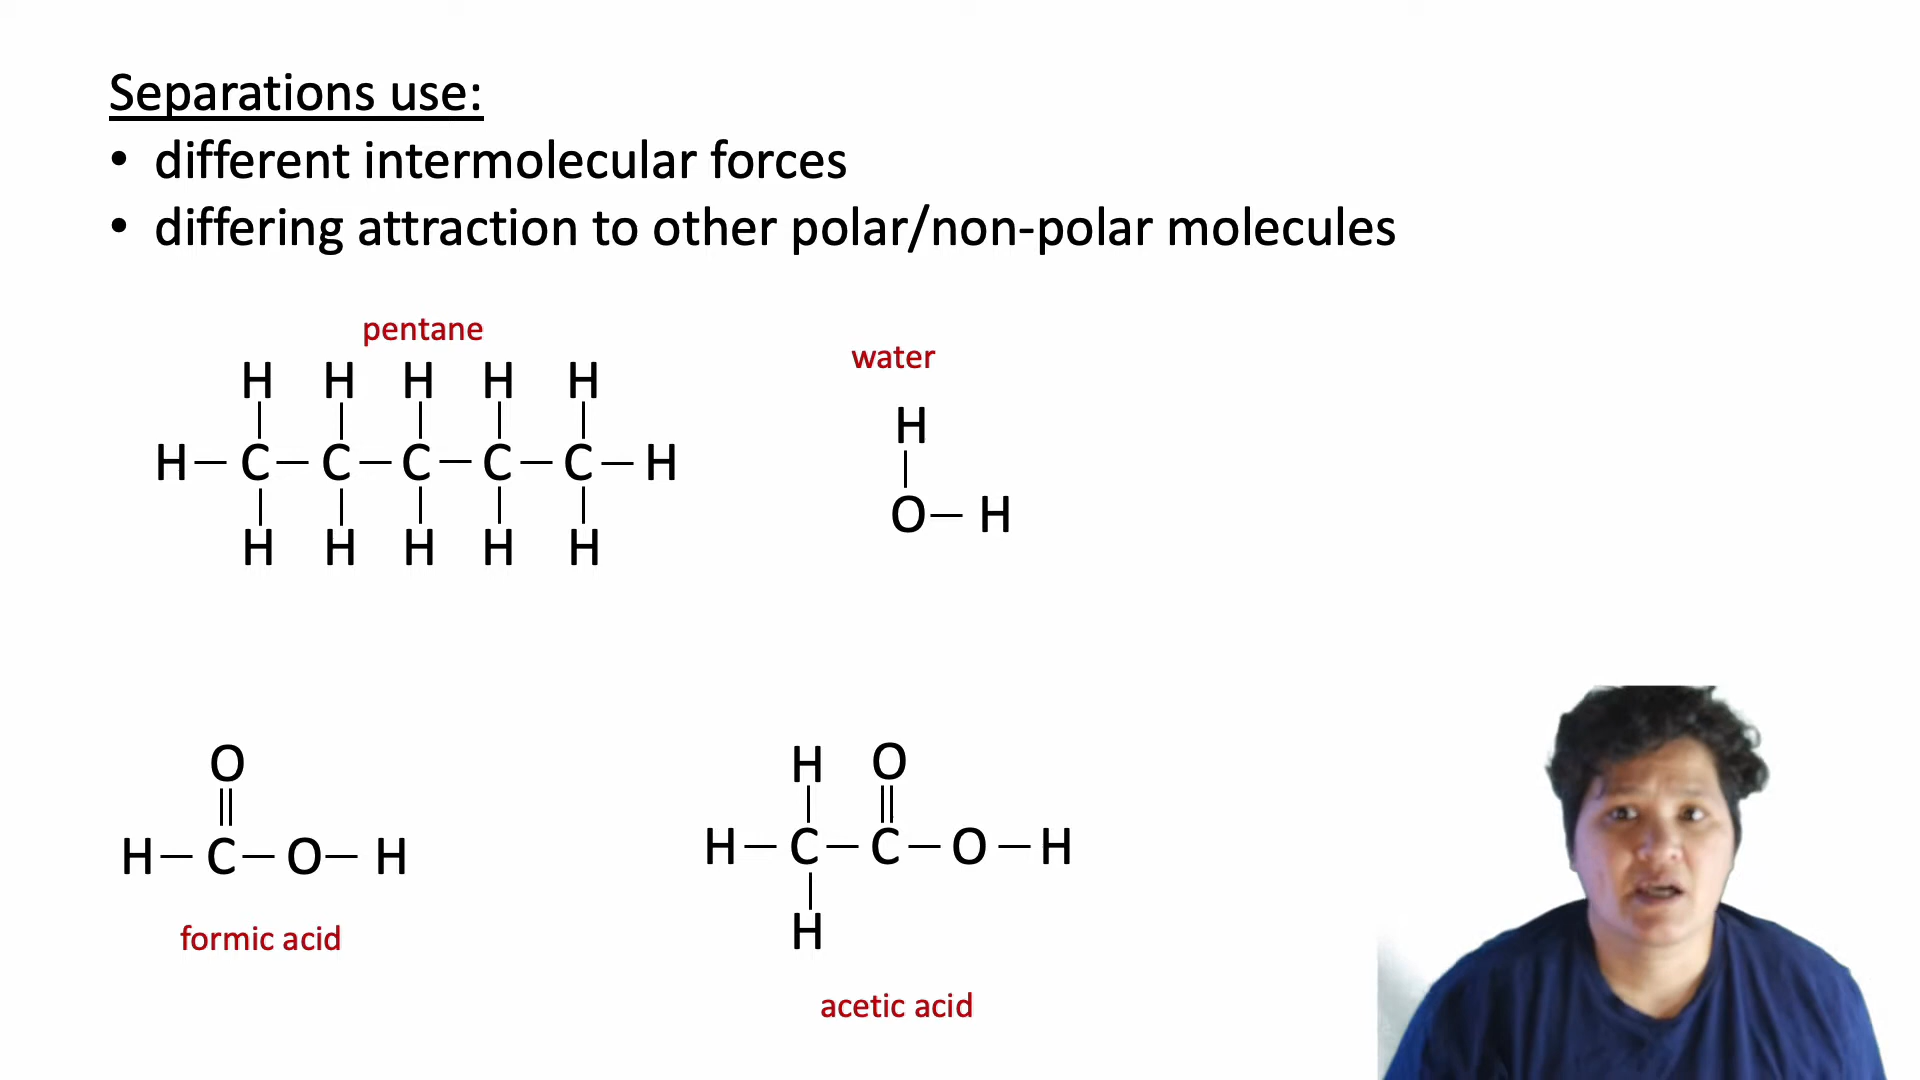 Separations use:
• different intermolecular forces
• differing attraction to other polar/non-polar molecules
pentane
H H H H H
H – C – C – C – C – C – H
H H H H H
water
H
O – H
O
H – C – O – H
formic acid
H O
H – C – C – O – H
H
acetic acid